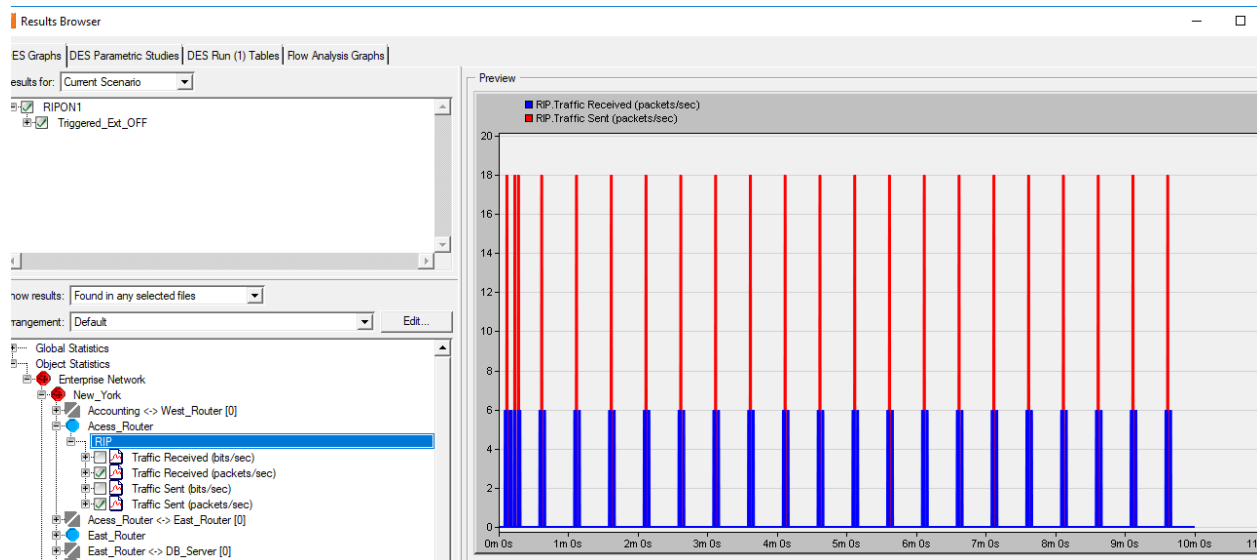 Results Browser
ES Graphs DES Parametric Studies DES Run (1) Tables Flow Analysis Graphs
esults for: Current Scenario
RIPON1
Triggered_Ext_OFF
how results: Found in any selected files
rrangement: Default Edit...
Global Statistics
Object Statistics
Enterprise Network
New_York
Accounting <-> West_Router [0]
Acess_Router
RIP
Traffic Received (bits/sec)
Traffic Received (packets/sec)
Traffic Sent (bits/sec)
Traffic Sent (packets/sec)
Acess_Router <-> East_Router [0]
East_Router
East_Router <-> DB_Server [0]
Preview
RIP.Traffic Received (packets/sec)
RIP.Traffic Sent (packets/sec)
20
18
16
14
12
10
8
6
4
2
0
0m 0s 1m 0s 2m 0s 3m 0s 4m 0s 5m 0s 6m 0s 7m 0s 8m 0s 9m 0s 10m 0s 11